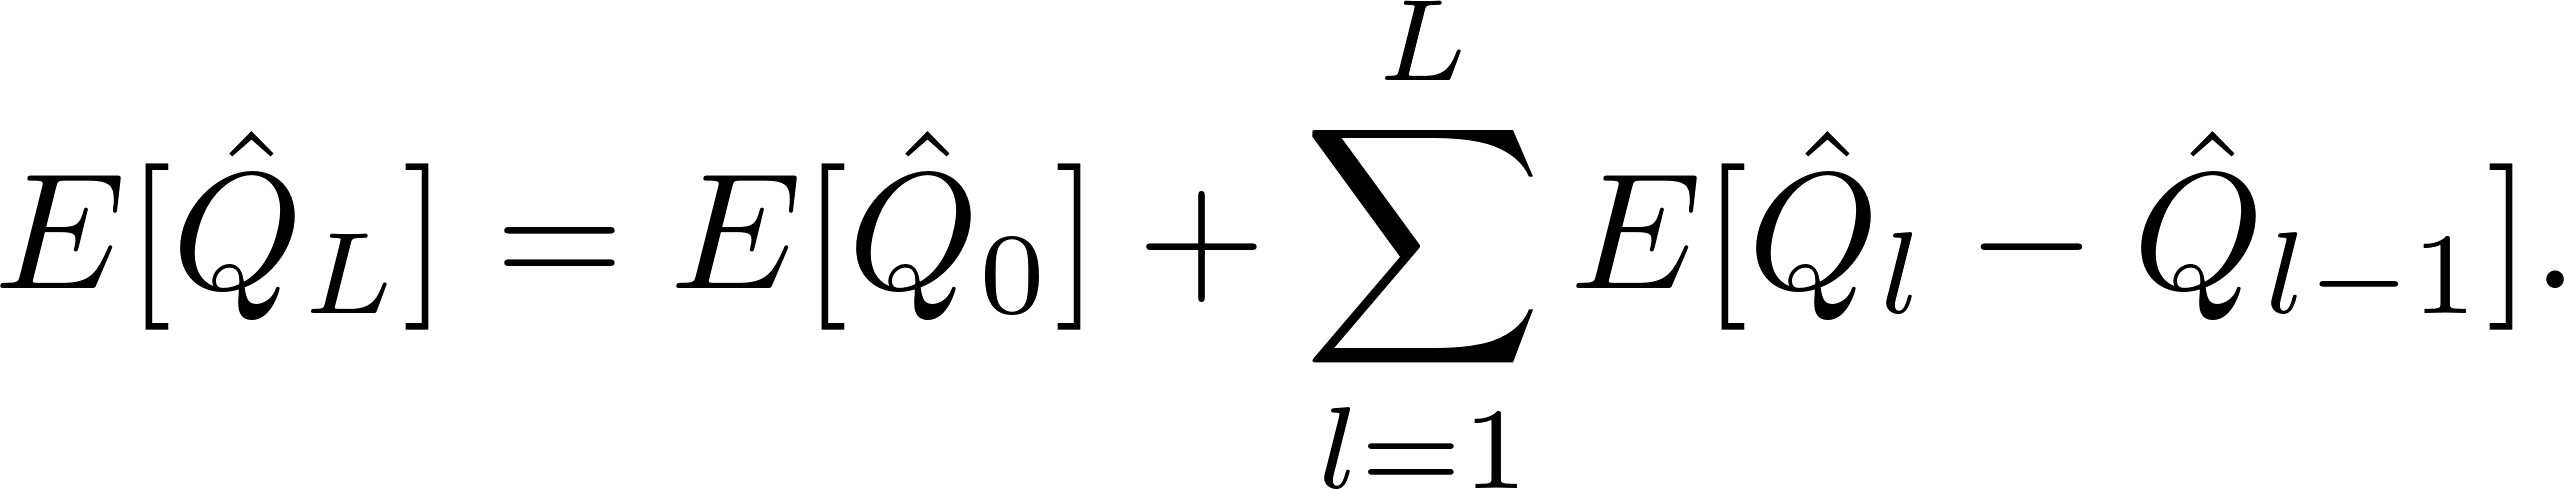 $E[\hat{Q}_L] = E[\hat{Q}_0] + \sum_{l=1}^{L} E[\hat{Q}_l - \hat{Q}_{l-1}].$